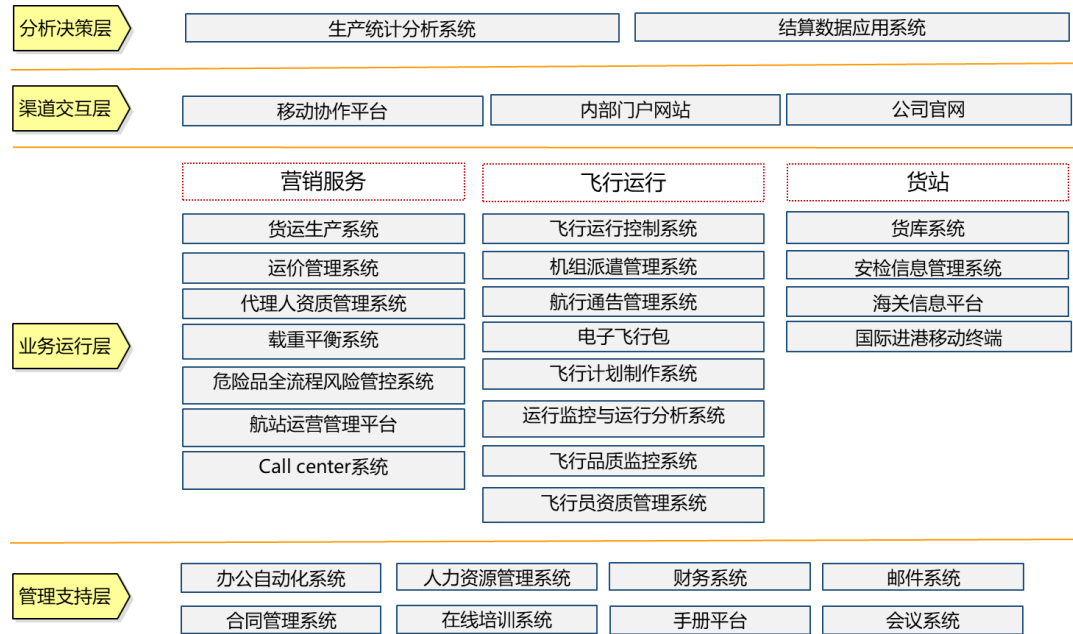 分析决策层
生产统计分析系统
结算数据应用系统
渠道交互层
移动协作平台
内部门户网站
公司官网
业务运行层
营销服务
货运生产系统
运价管理系统
代理人资质管理系统
载重平衡系统
危险品全流程风险管控系统
航站运营管理平台
Call center系统
飞行运行
飞行运行控制系统
机组派遣管理系统
航行通告管理系统
电子飞行包
飞行计划制作系统
运行监控与运行分析系统
飞行品质监控系统
飞行员资质管理系统
货站
货库系统
安检信息管理系统
海关信息平台
国际进港移动终端
管理支持层
办公自动化系统
人力资源管理系统
财务系统
邮件系统
合同管理系统
在线培训系统
手册平台
会议系统